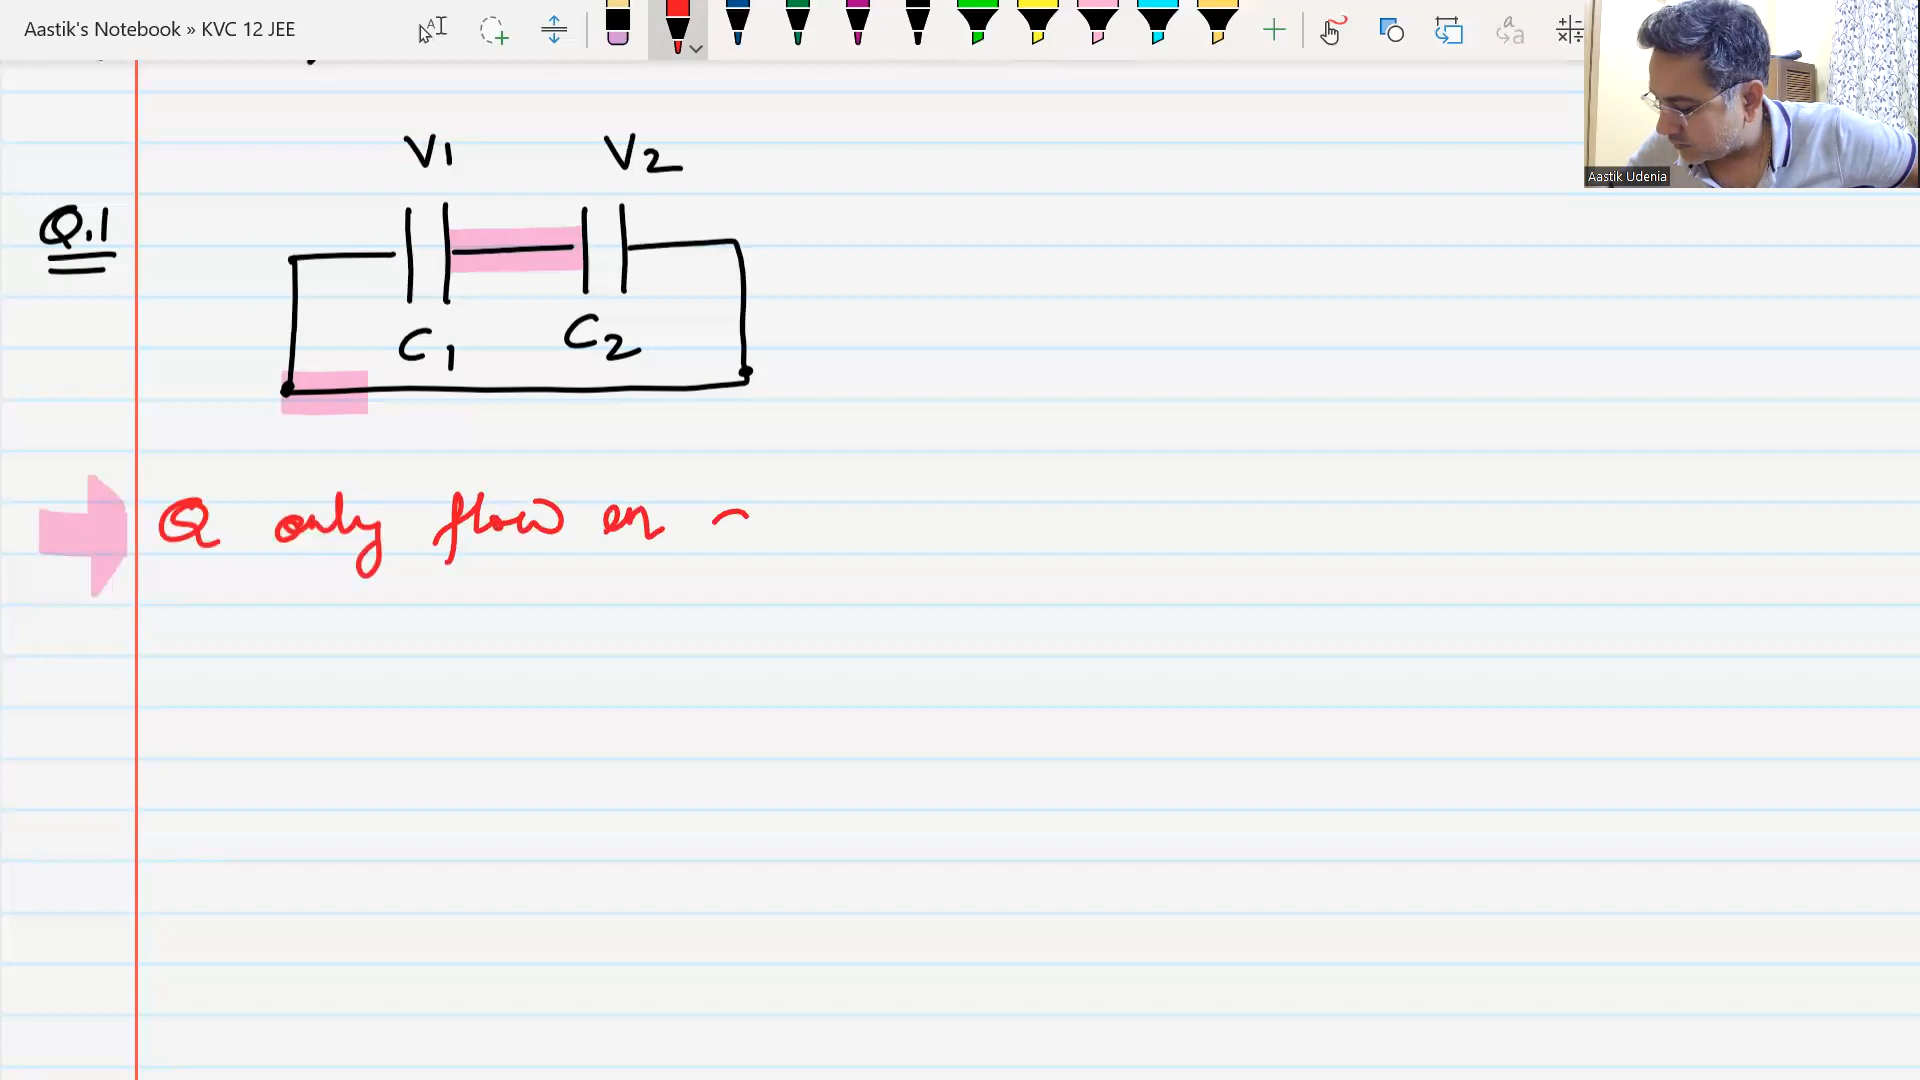 Aastik's Notebook » KVC 12 JEE
V1 V2
Q.1
C1 C2
Q only flow on
Aastik Udenia